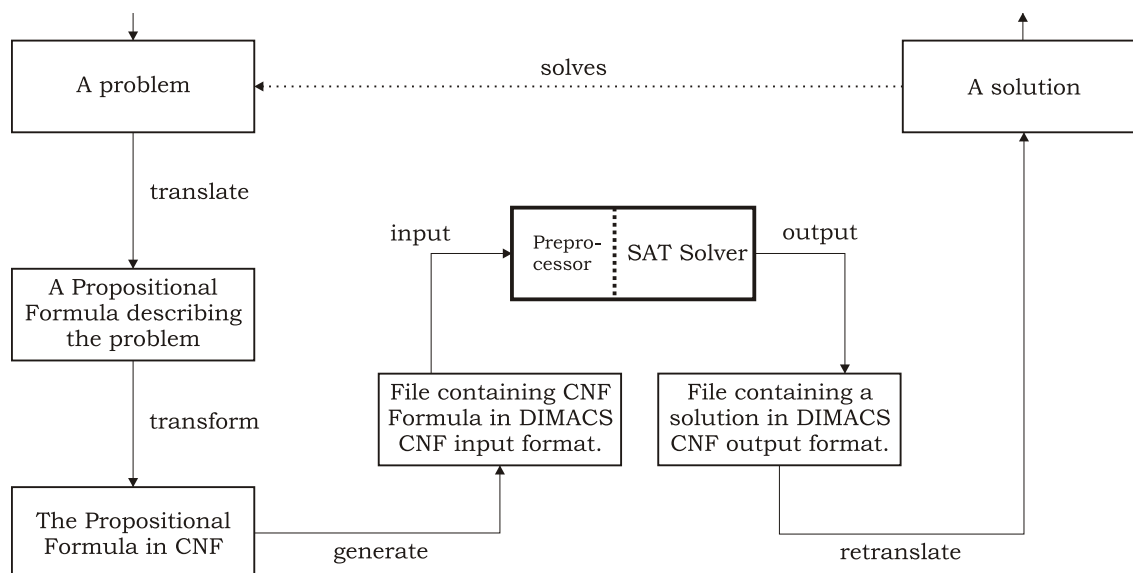 A problem
solves
A solution
translate
input
Prepro-
cessor
SAT Solver
output
A Propositional
Formula describing
the problem
transform
File containing CNF
Formula in DIMACS
CNF input format.
File containing a
solution in DIMACS
CNF output format.
The Propositional
Formula in CNF
generate
retranslate